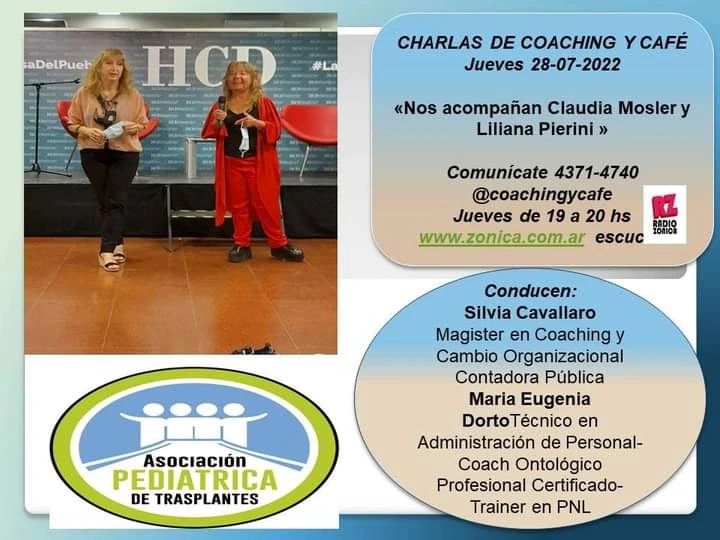 saDelPueb
HCD
#La
CHARLAS DE COACHING Y CAFÉ
Jueves 28-07-2022
«Nos acompañan Claudia Mosler y
Liliana Pierini »
Comunícate 4371-4740
@coachingycafe
Jueves de 19 a 20 hs
www.zonica.com.ar escuc
RZ
RADIO
ZONICA
Conducen:
Silvia Cavallaro
Magister en Coaching y
Cambio Organizacional
Contadora Pública
Maria Eugenia
DortoTécnico en
Administración de Personal-
Coach Ontológico
Profesional Certificado-
Trainer en PNL
Asociación
PEDIATRICA
DE TRASPLANTES